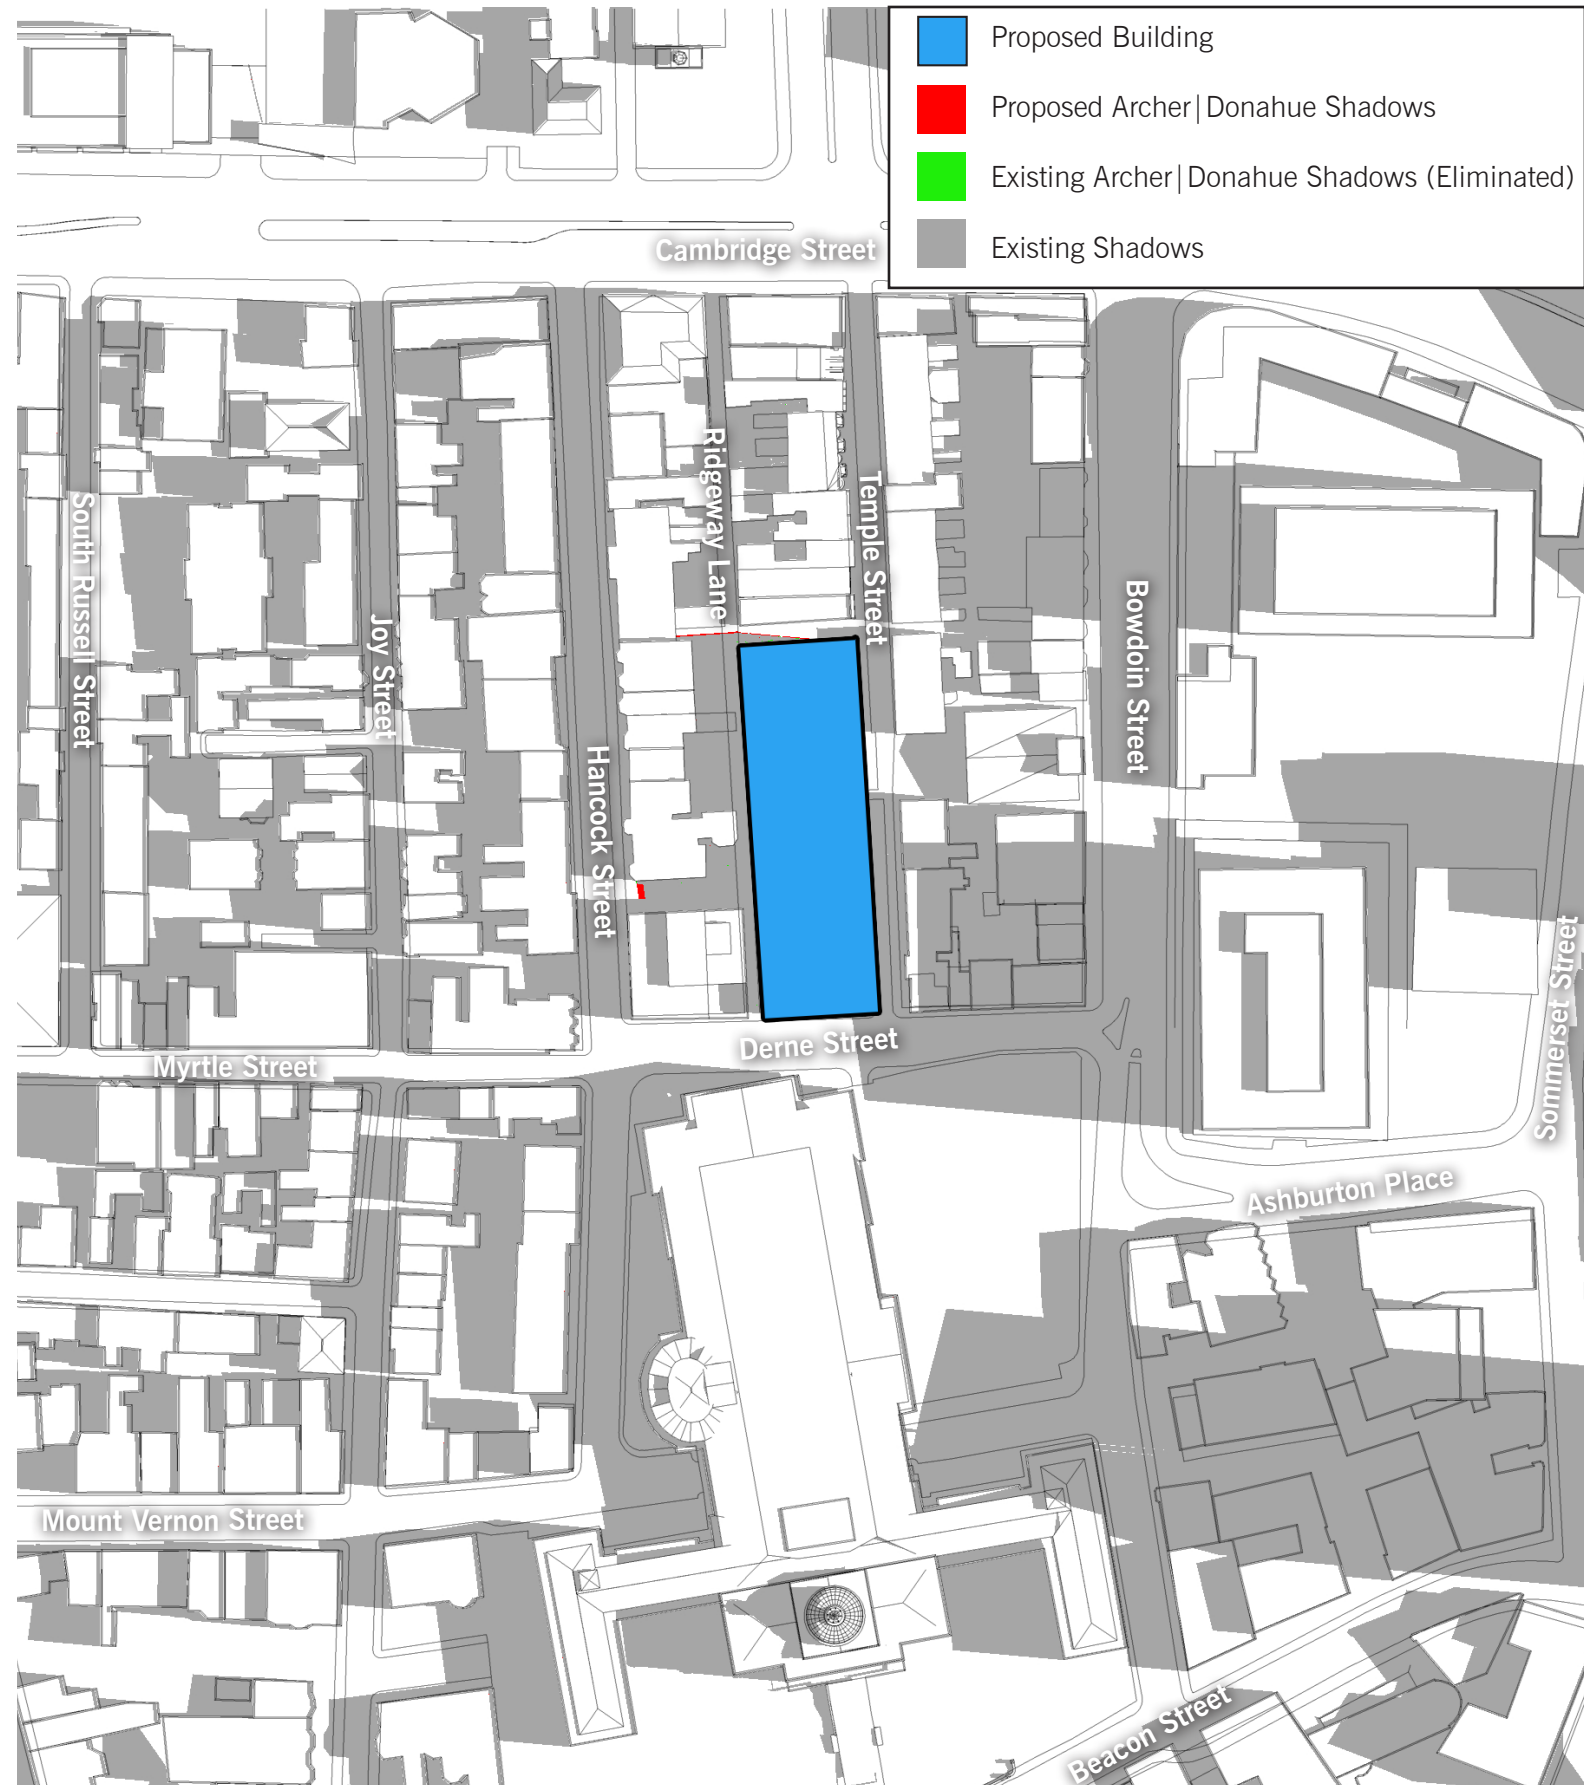 Proposed Building
Proposed Archer|Donahue Shadows
Existing Archer|Donahue Shadows (Eliminated)
Existing Shadows
Cambridge Street
Ridgeway Lane
Temple Street
South Russell Street
Joy Street
Bowdoin Street
Hancock Street
Sommerset Street
Derne Street
Myrtle Street
Ashburton Place
Mount Vernon Street
Beacon Street